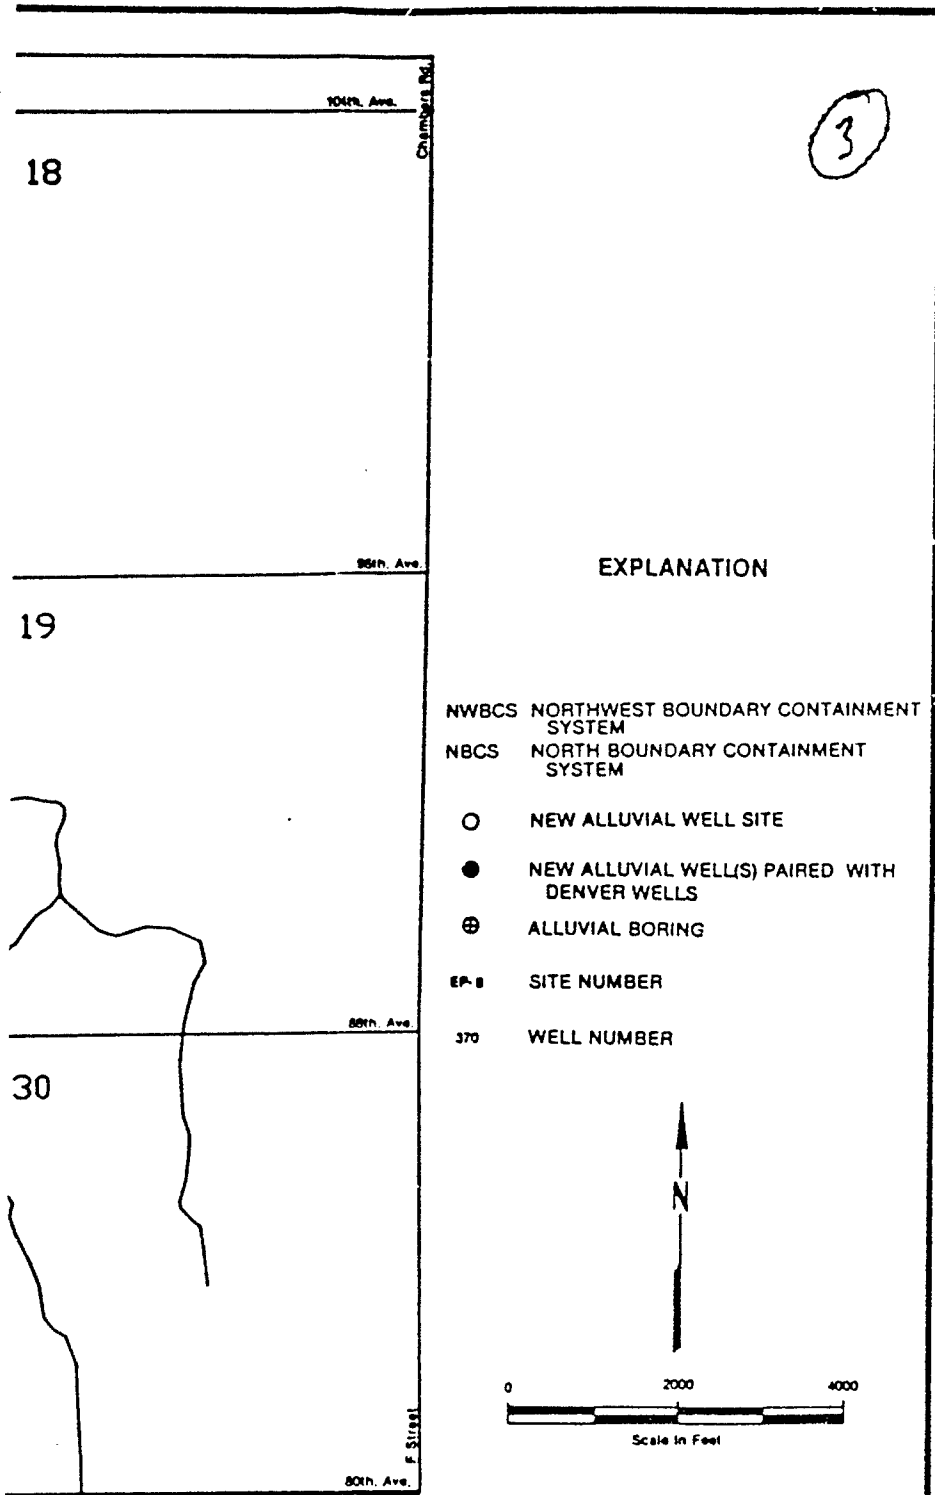 104th. Ave.
Chambers Rd.
3
18
96th. Ave.
EXPLANATION
19
NWBCS NORTHWEST BOUNDARY CONTAINMENT
SYSTEM
NBCS NORTH BOUNDARY CONTAINMENT
SYSTEM
NEW ALLUVIAL WELL SITE
NEW ALLUVIAL WELL(S) PAIRED WITH
DENVER WELLS
ALLUVIAL BORING
EP-8 SITE NUMBER
88th. Ave.
370 WELL NUMBER
30
N
0 2000 4000
Scale In Feet
F Street
80th. Ave.